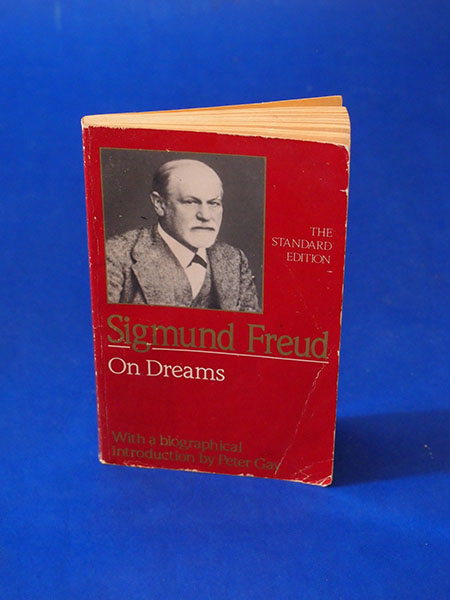 THE
STANDARD
EDITION
Sigmund Freud
On Dreams
With a biographical
introduction by Peter Gay